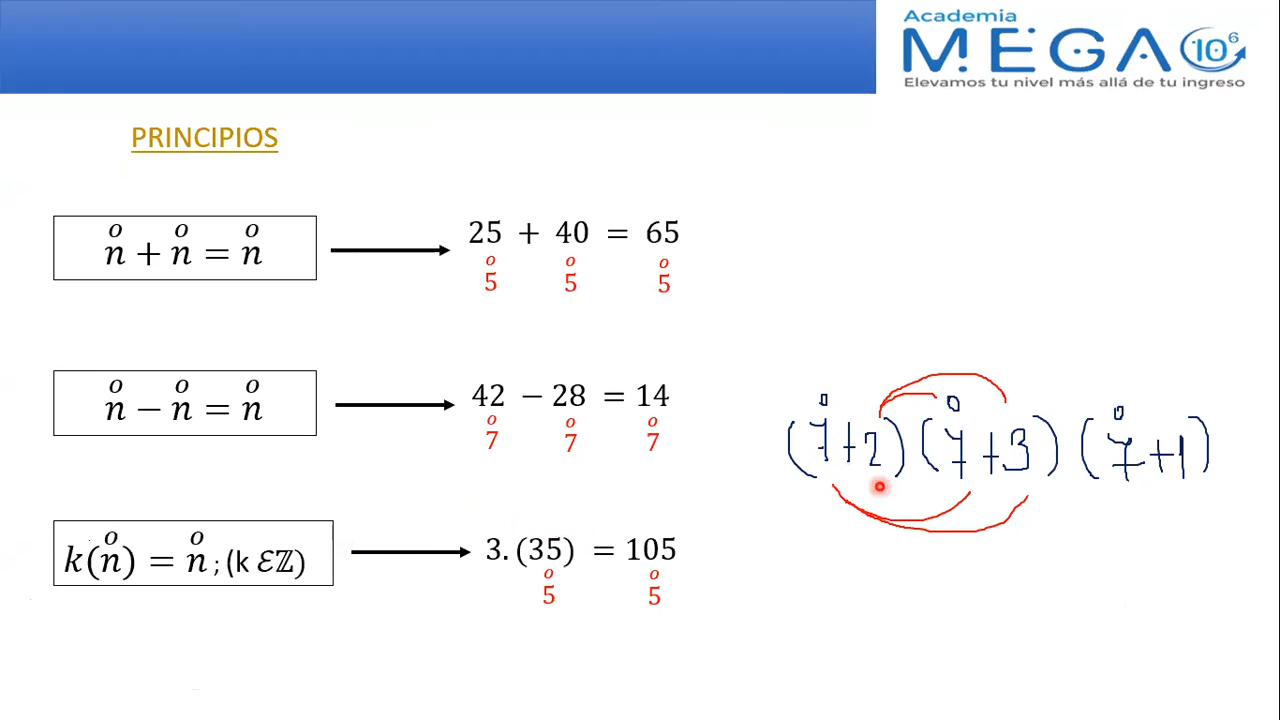 Academia
MEGA 10⁶
Elevamos tu nivel más allá de tu ingreso
PRINCIPIOS
n̊ + n̊ = n̊
25 + 40 = 65
5̊ 5̊ 5̊
n̊ − n̊ = n̊
42 − 28 = 14
7̊ 7̊ 7̊
k(n̊) = n̊ ; (k Ɛℤ)
3. (35) = 105
5̊ 5̊
(7̊+2)(7̊+3)(7̊+1)